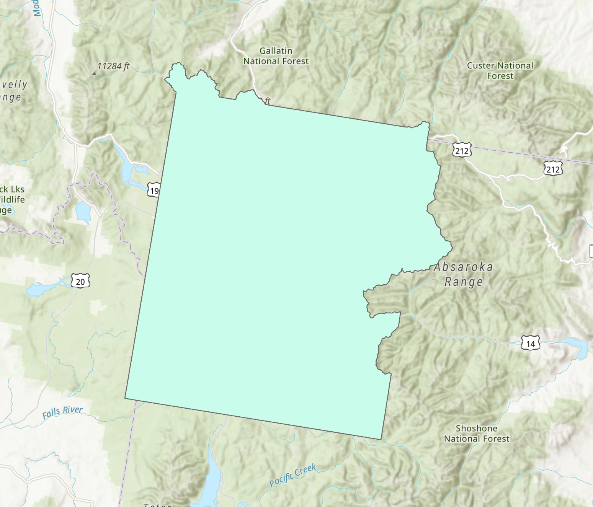 11284 ft
Gallatin
National Forest
Custer National
Forest
ft
212
212
19
20
Absaroka
Range
14
Falls River
Shoshone
National Forest
Pacific Creek